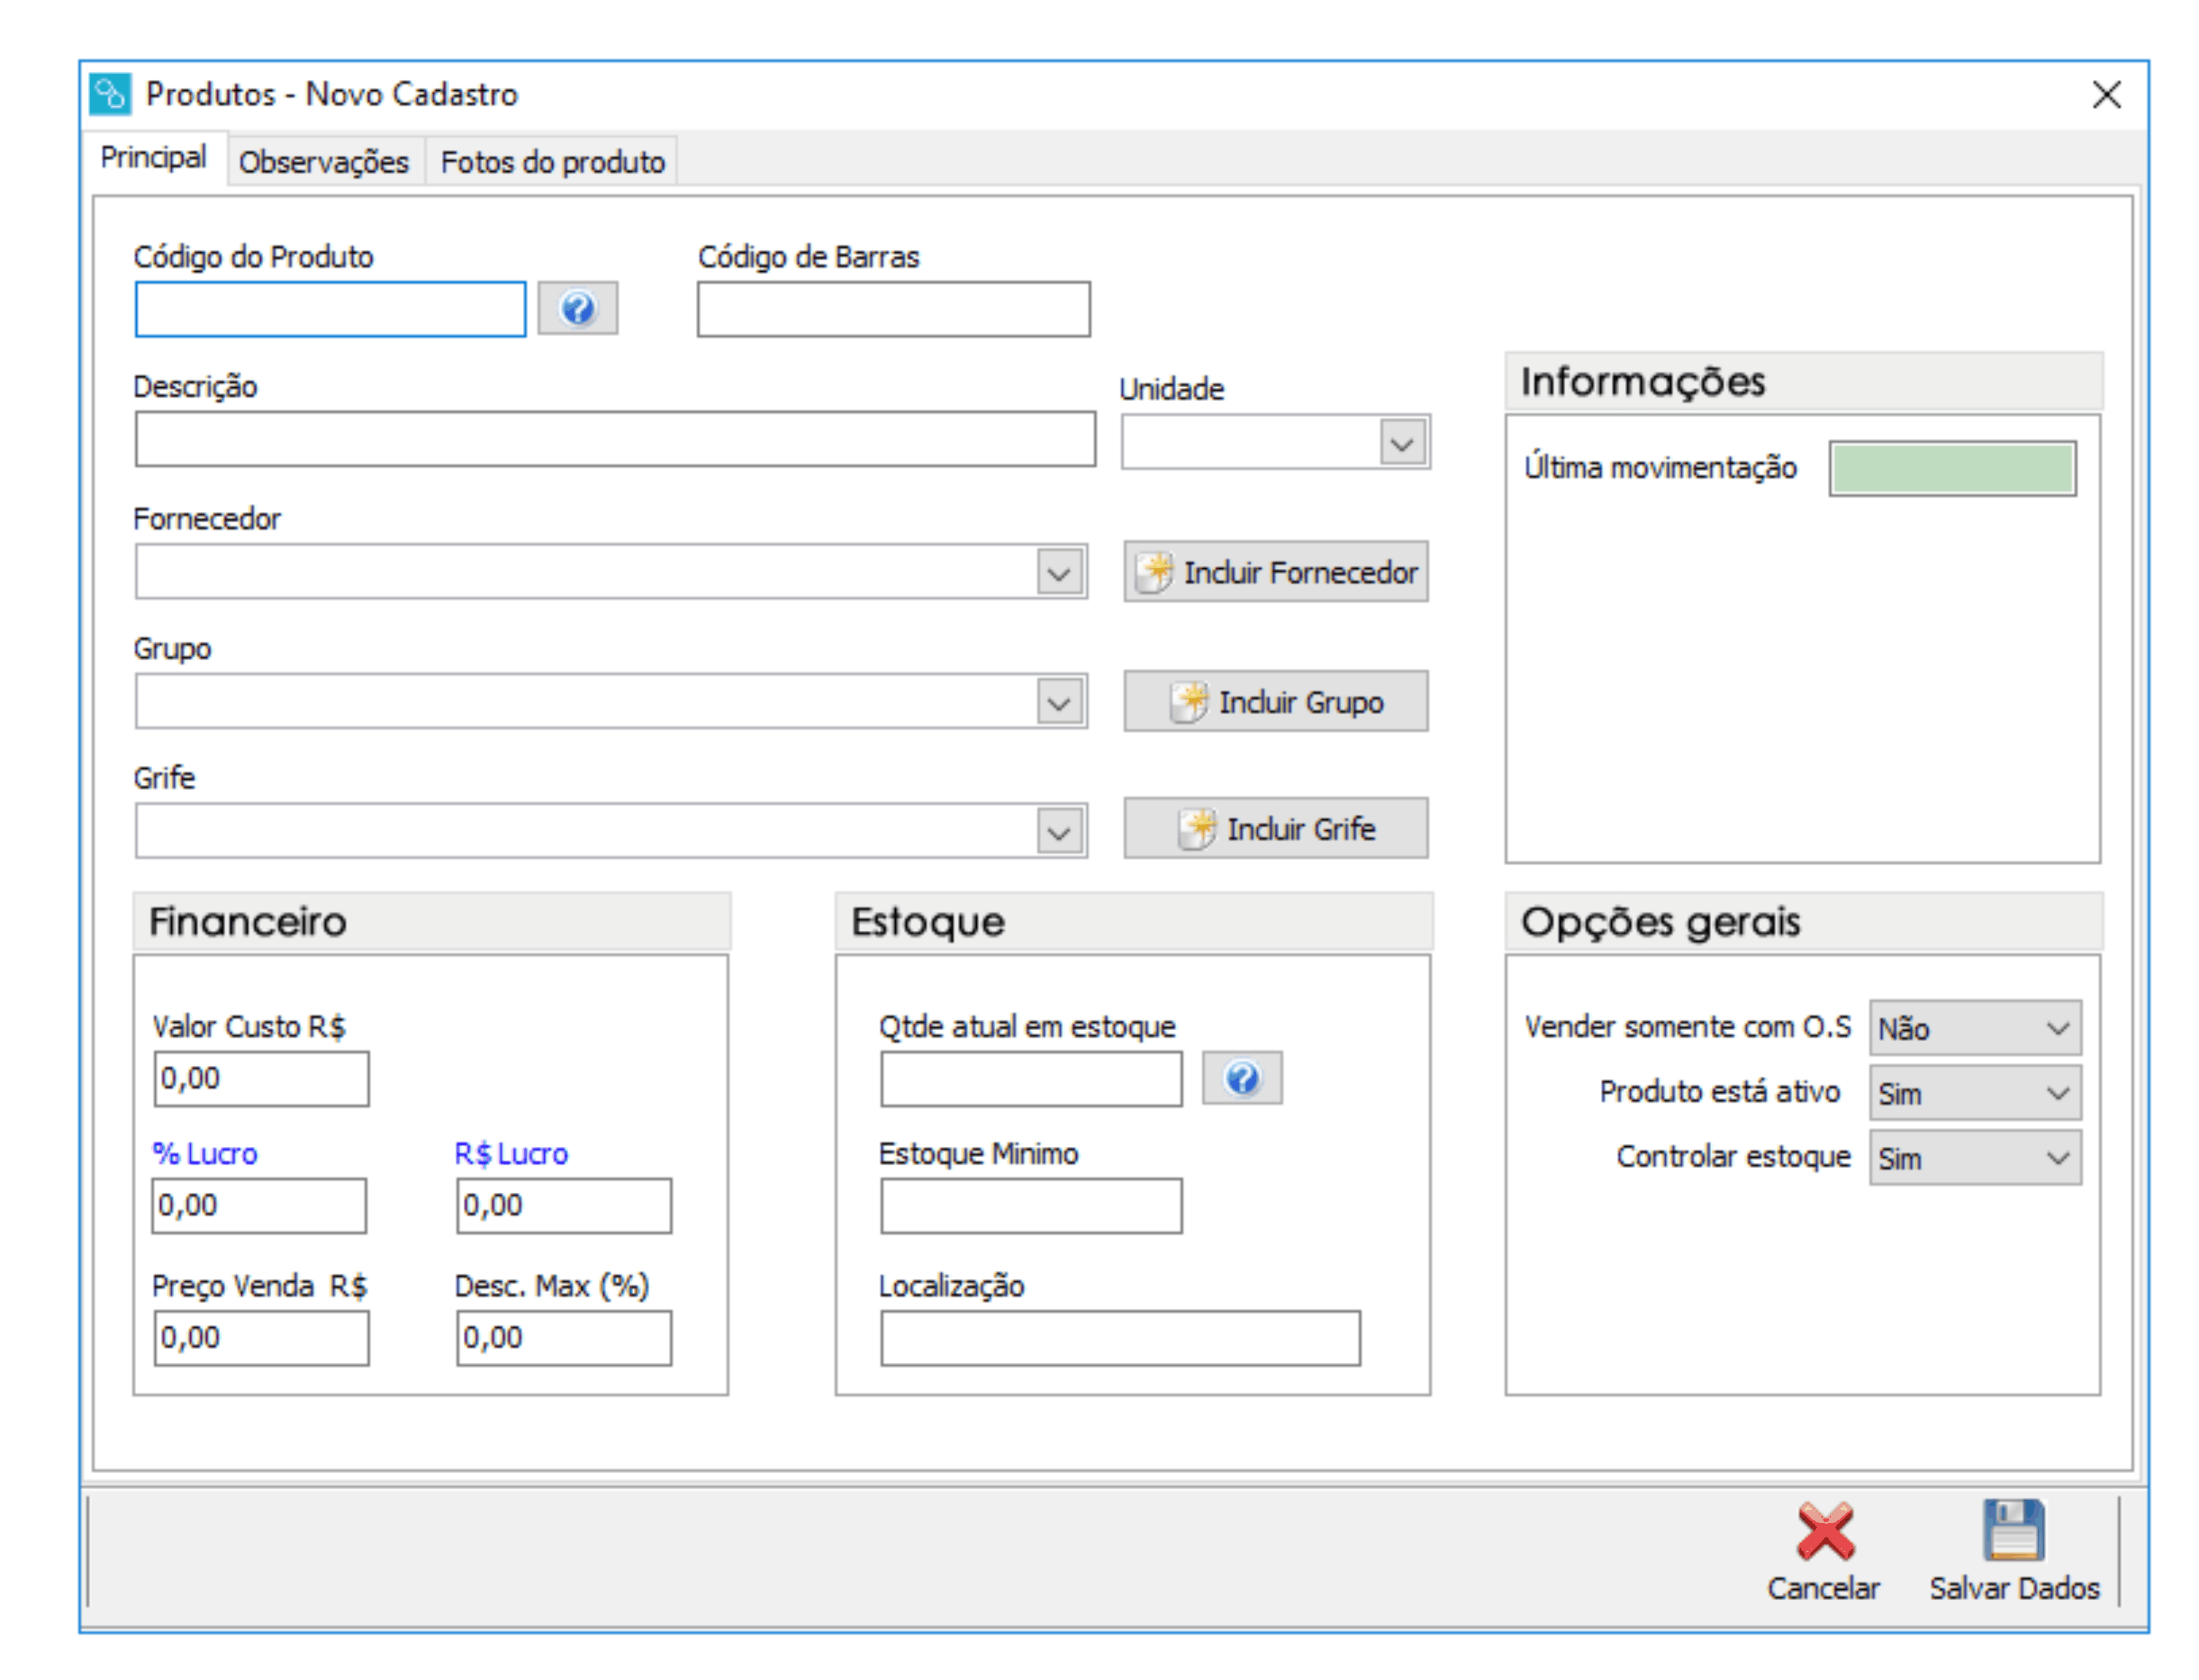 Produtos - Novo Cadastro
Principal Observações Fotos do produto
Código do Produto Código de Barras
Descrição Unidade
Fornecedor
Incluir Fornecedor
Grupo
Incluir Grupo
Grife
Incluir Grife
Informações
Última movimentação
Financeiro
Valor Custo R$
0,00
% Lucro R$ Lucro
0,00 0,00
Preço Venda R$ Desc. Max (%)
0,00 0,00
Estoque
Qtde atual em estoque
Estoque Minimo
Localização
Opções gerais
Vender somente com O.S Não
Produto está ativo Sim
Controlar estoque Sim
Cancelar Salvar Dados